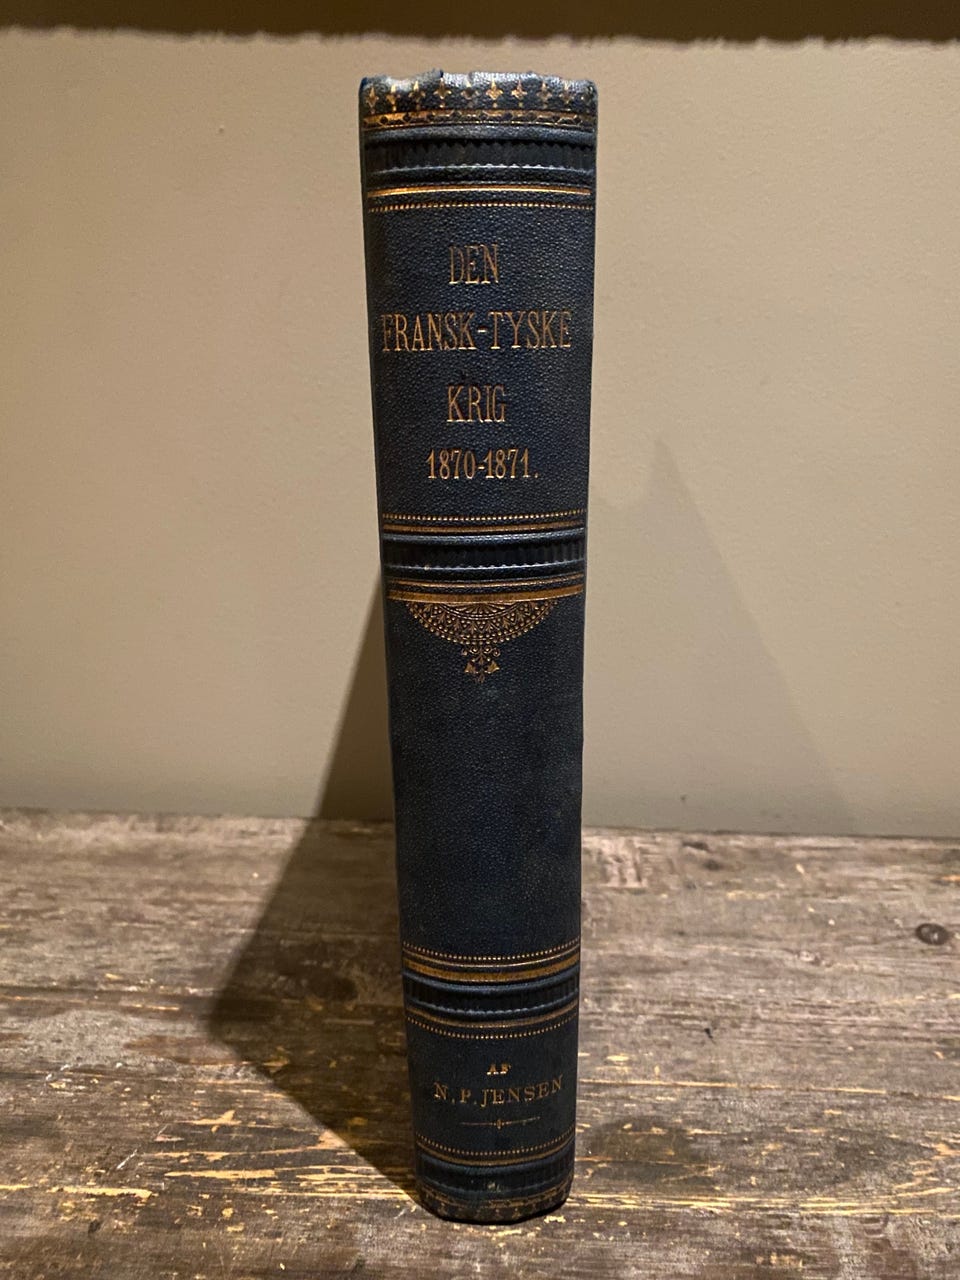 DEN
FRANSK-TYSKE
KRIG
1870-1871.
AF
N. P. JENSEN